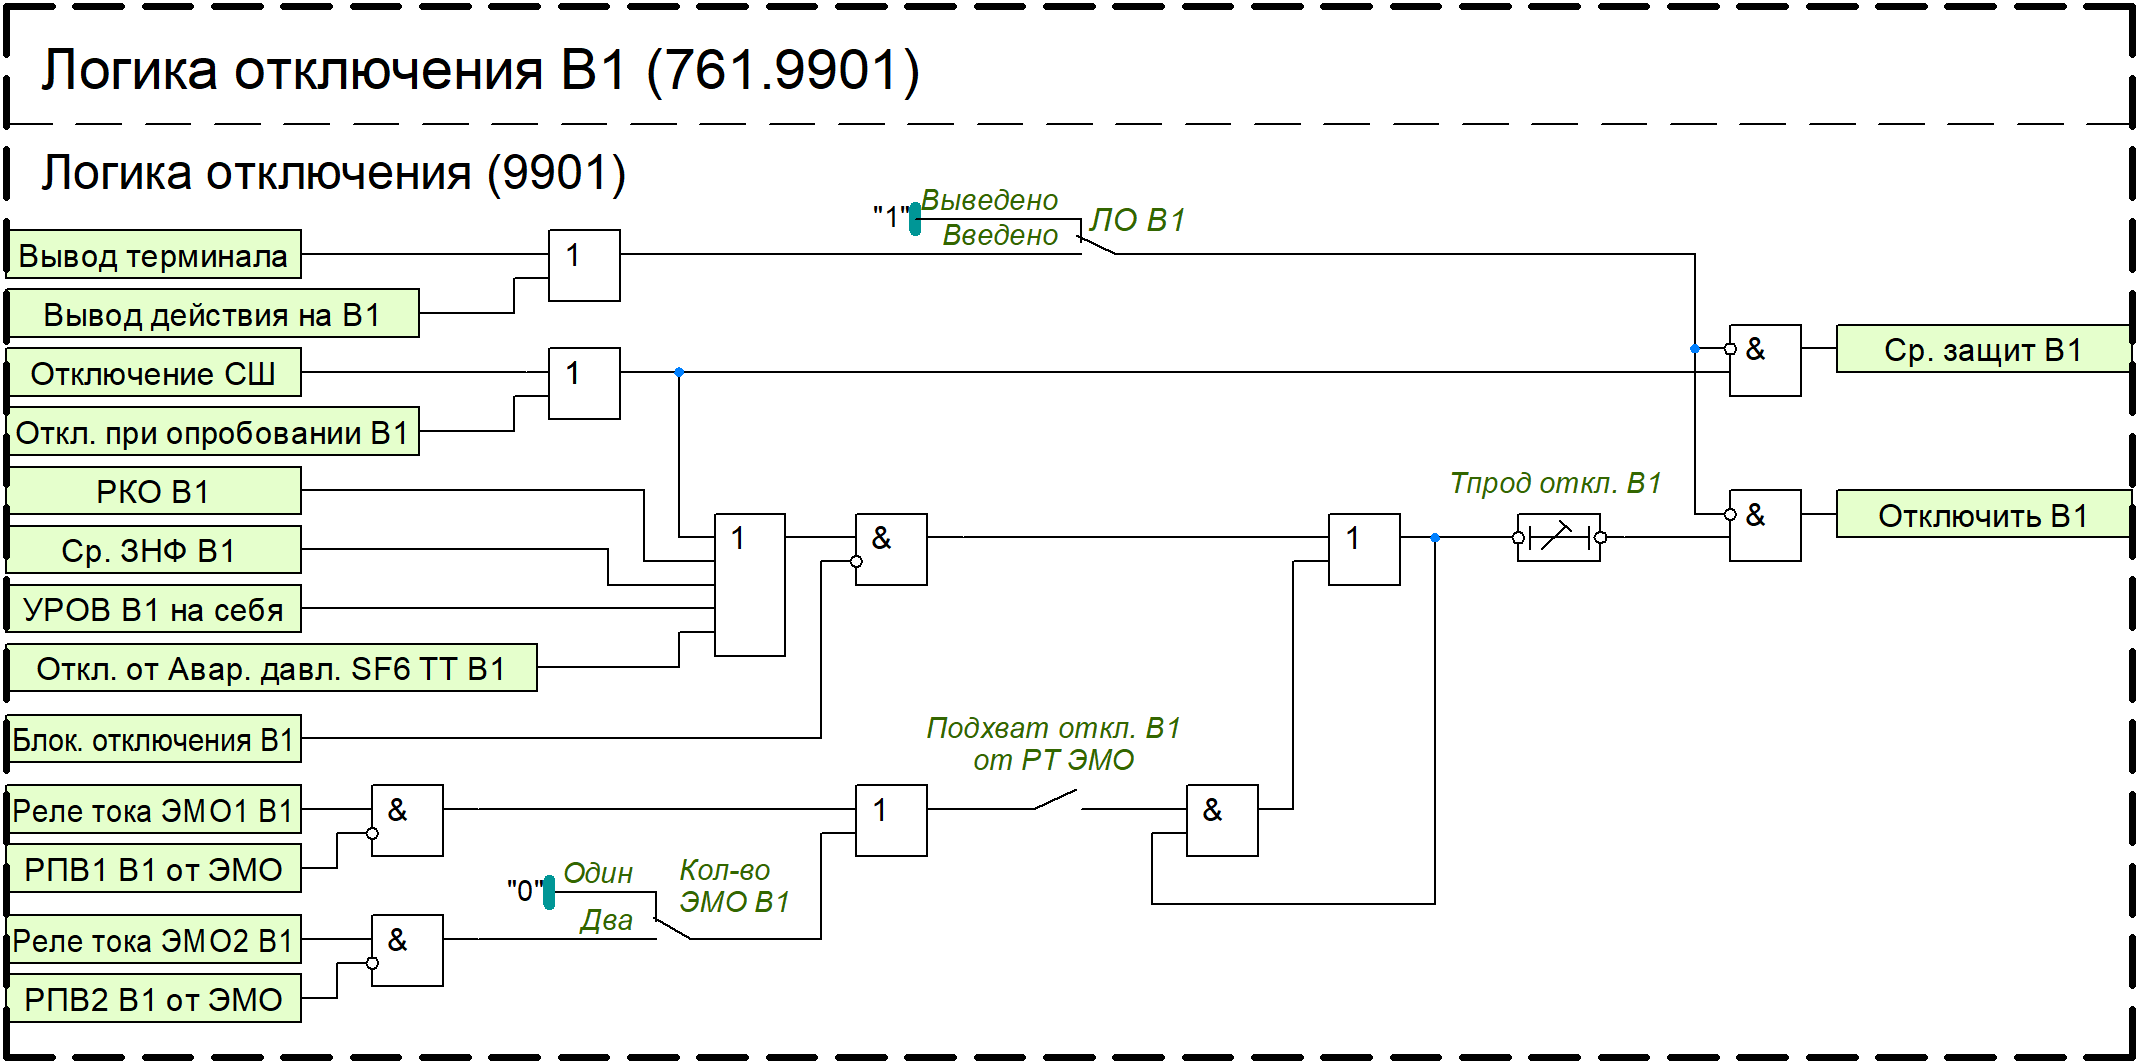 Логика отключения В1 (761.9901)
Логика отключения (9901)
"1"
Выведено
Введено
ЛО В1
Вывод терминала
1
Вывод действия на В1
Отключение СШ
1
Откл. при опробовании В1
&
Ср. защит В1
РКО В1
Ср. ЗНФ В1
УРОВ В1 на себя
Откл. от Авар. давл. SF6 ТТ В1
1
&
1
Тпрод откл. В1
&
Отключить В1
Блок. отключения В1
Подхват откл. В1
от РТ ЭМО
Реле тока ЭМО1 В1
&
1
&
РПВ1 В1 от ЭМО
"0"
Один
Два
Кол-во
ЭМО В1
Реле тока ЭМО2 В1
&
РПВ2 В1 от ЭМО